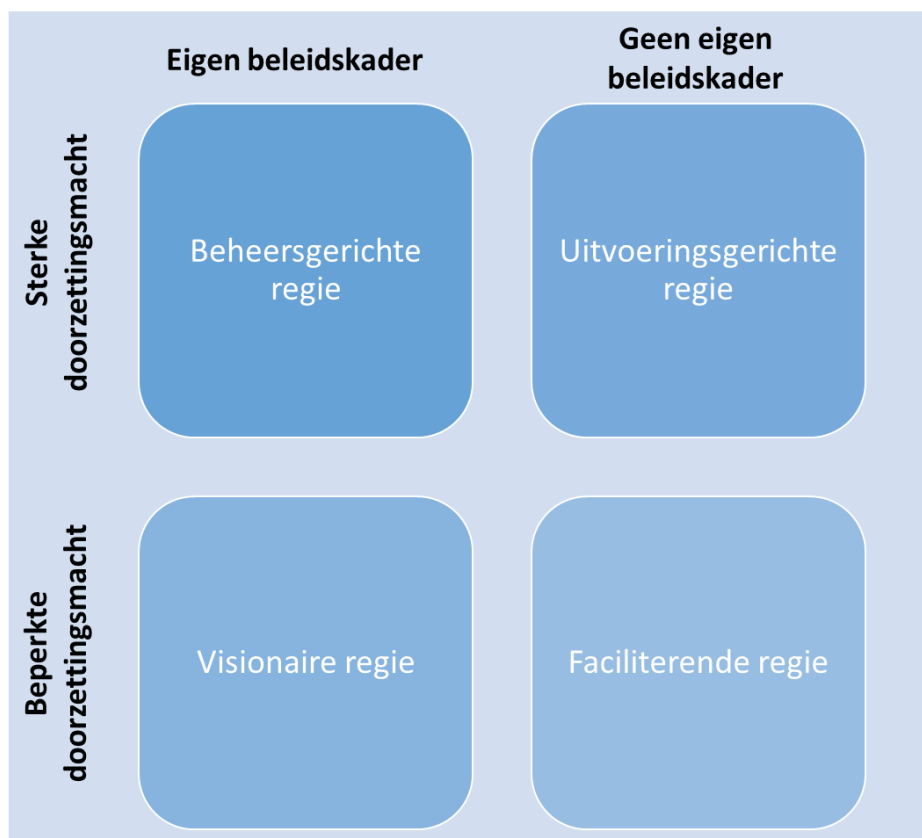 Eigen beleidskader
Geen eigen
beleidskader
Sterke
doorzettingsmacht
Beheersgerichte
regie
Uitvoeringsgerichte
regie
Beperkte
doorzettingsmacht
Visionaire regie
Faciliterende regie